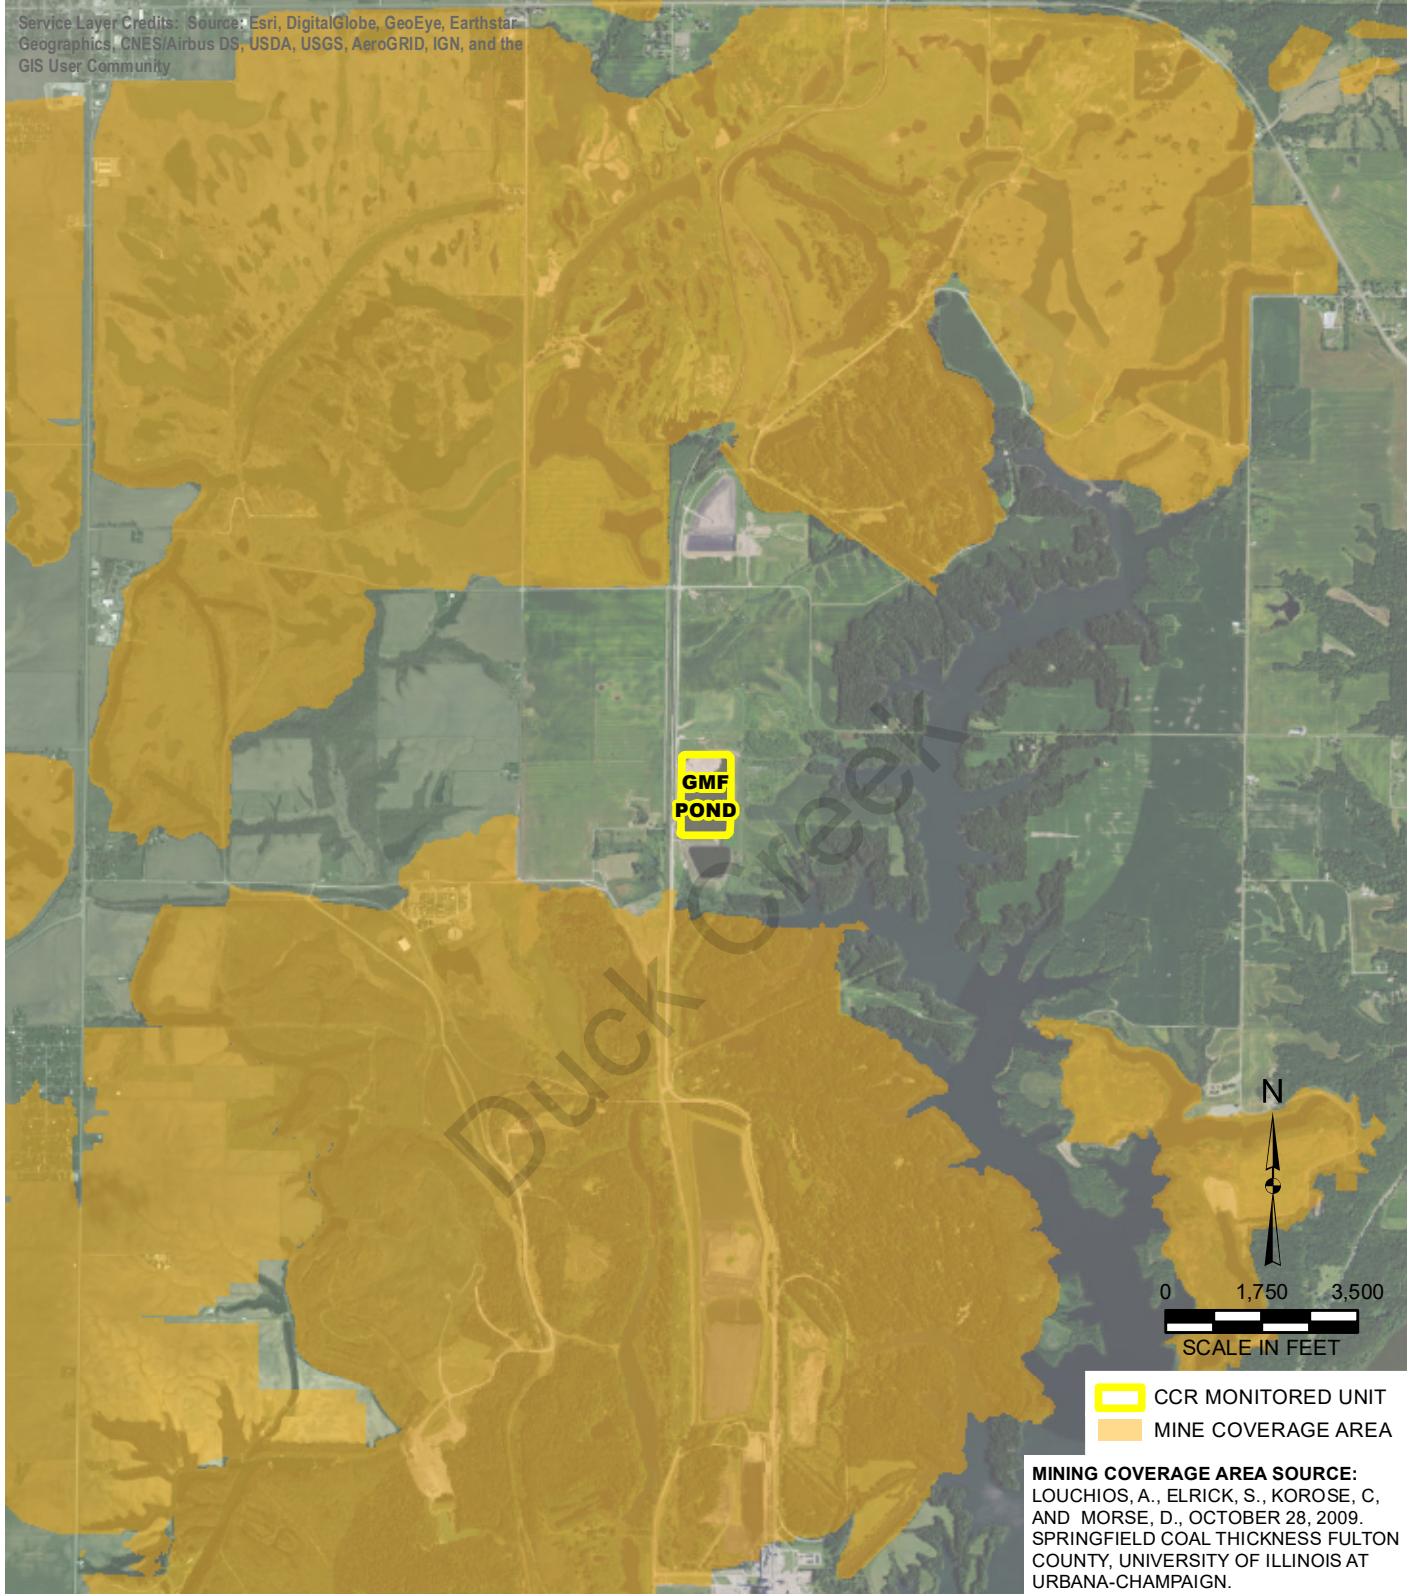 Service Layer Credits: Source: Esri, DigitalGlobe, GeoEye, Earthstar
Geographics, CNES/Airbus DS, USDA, USGS, AeroGRID, IGN, and the
GIS User Community
GMF
POND
Duck Creek
N
0 1,750 3,500
SCALE IN FEET
CCR MONITORED UNIT
MINE COVERAGE AREA
MINING COVERAGE AREA SOURCE:
LOUCHIOS, A., ELRICK, S., KOROSE, C,
AND MORSE, D., OCTOBER 28, 2009.
SPRINGFIELD COAL THICKNESS FULTON
COUNTY, UNIVERSITY OF ILLINOIS AT
URBANA-CHAMPAIGN.